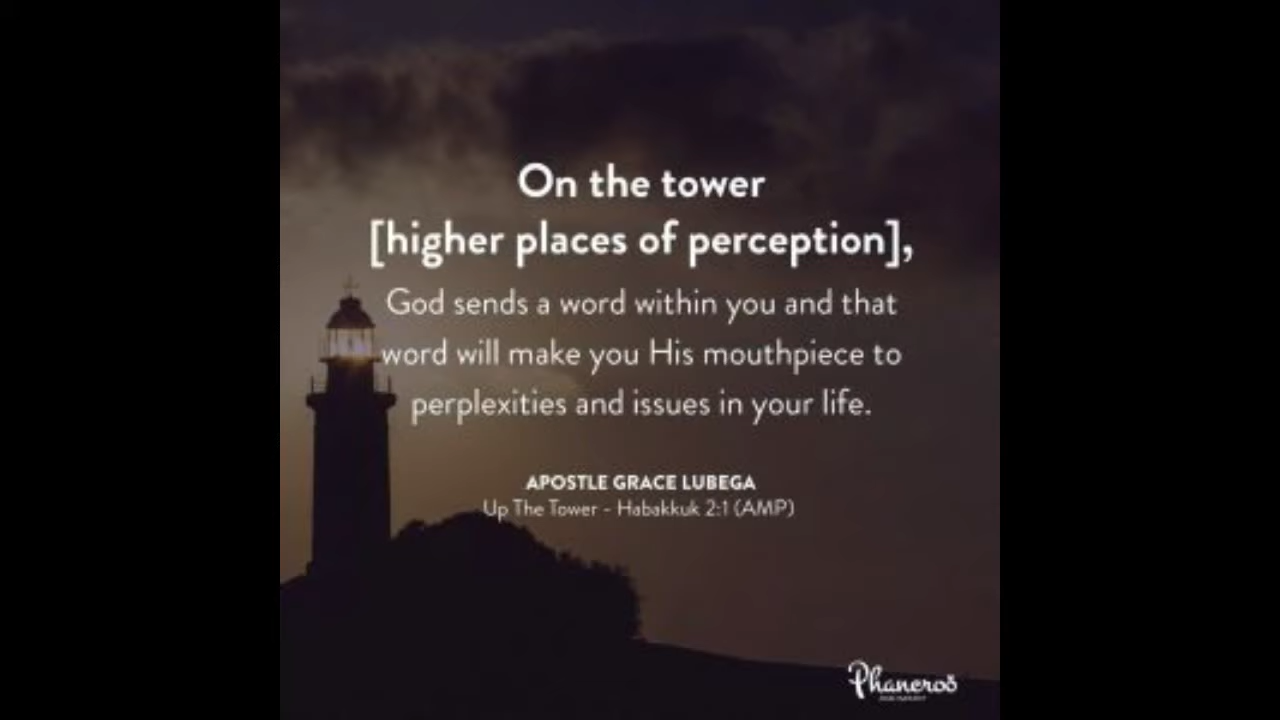 On the tower
[higher places of perception],
God sends a word within you and that
word will make you His mouthpiece to
perplexities and issues in your life.
APOSTLE GRACE LUBEGA
Up The Tower - Habakkuk 2:1 (AMP)
Phaneroo